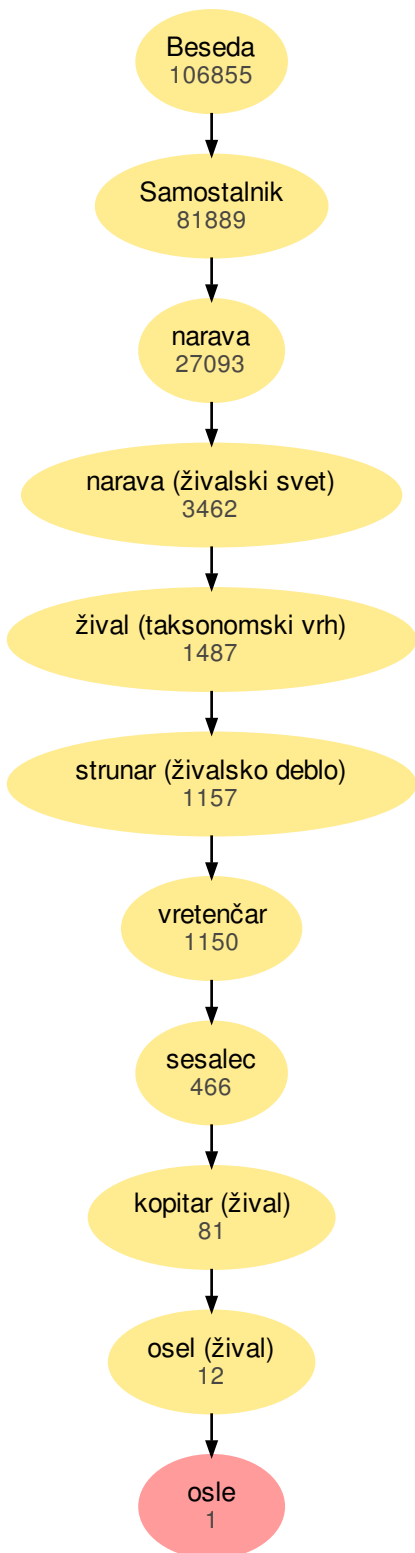 Beseda
106855
Samostalnik
81889
narava
27093
narava (živalski svet)
3462
žival (taksonomski vrh)
1487
strunar (živalsko deblo)
1157
vretenčar
1150
sesalec
466
kopitar (žival)
81
osel (žival)
12
osle
1